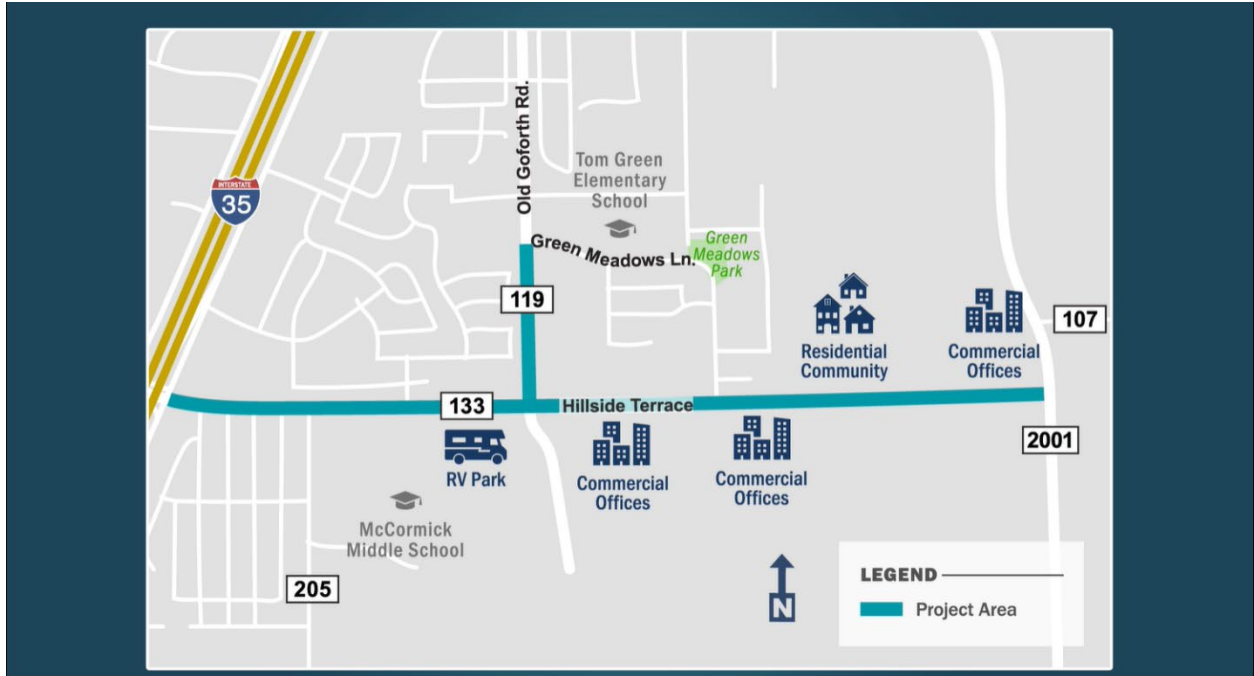 Old Goforth Rd.
Tom Green
Elementary
School
INTERSTATE
35
Green Meadows Ln.
Green
Meadows
Park
119
107
Residential
Community
Commercial
Offices
133
Hillside Terrace
2001
RV Park
Commercial
Offices
Commercial
Offices
McCormick
Middle School
205
N
LEGEND
Project Area